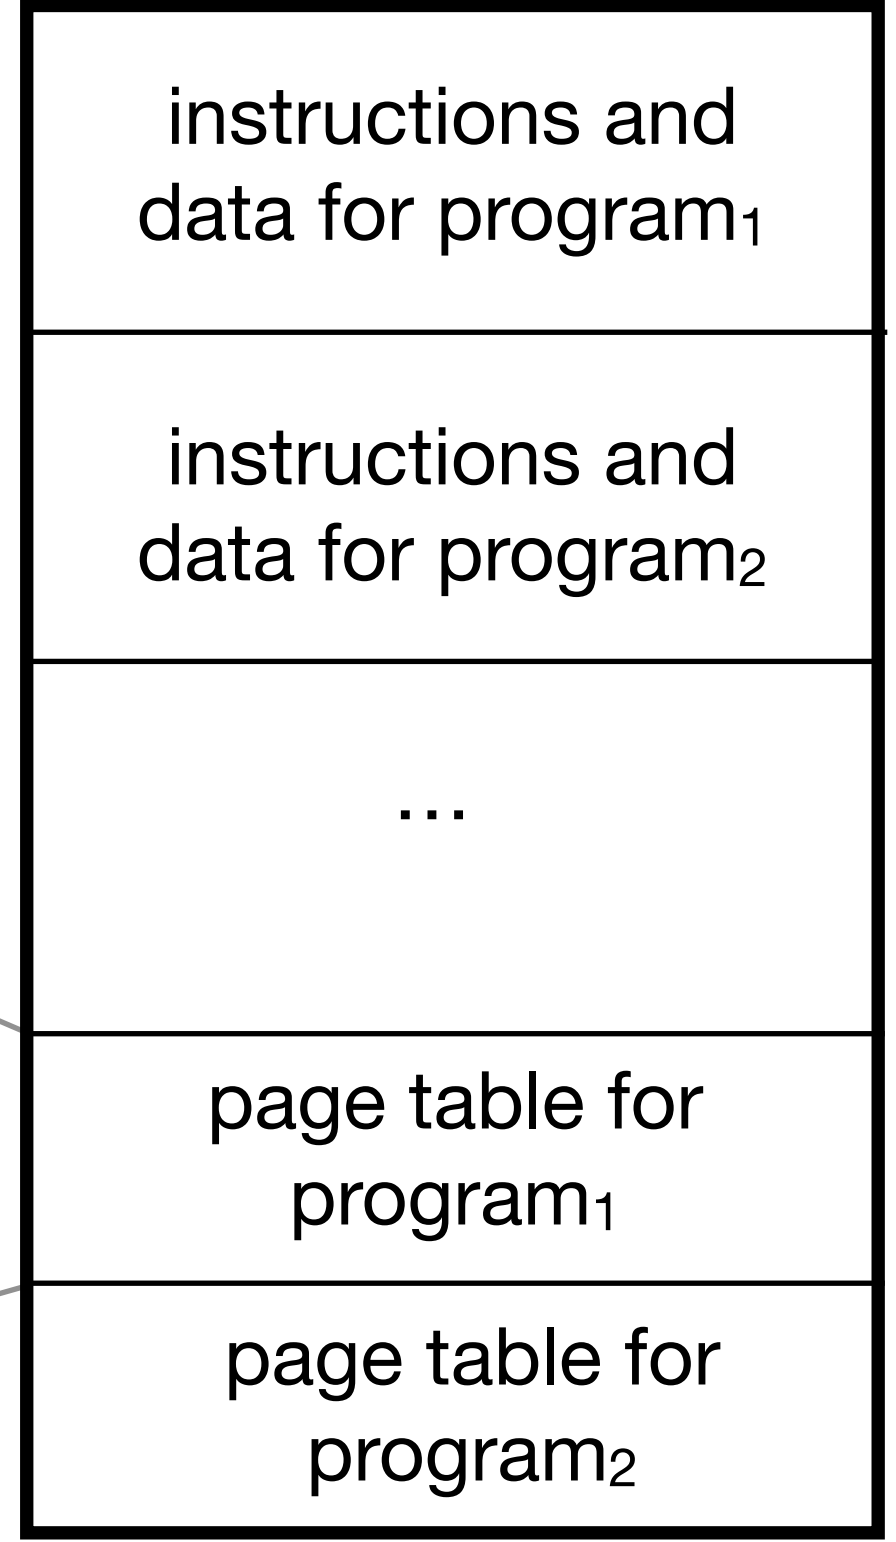 instructions and
data for program₁
instructions and
data for program₂
...
page table for
program₁
page table for
program₂